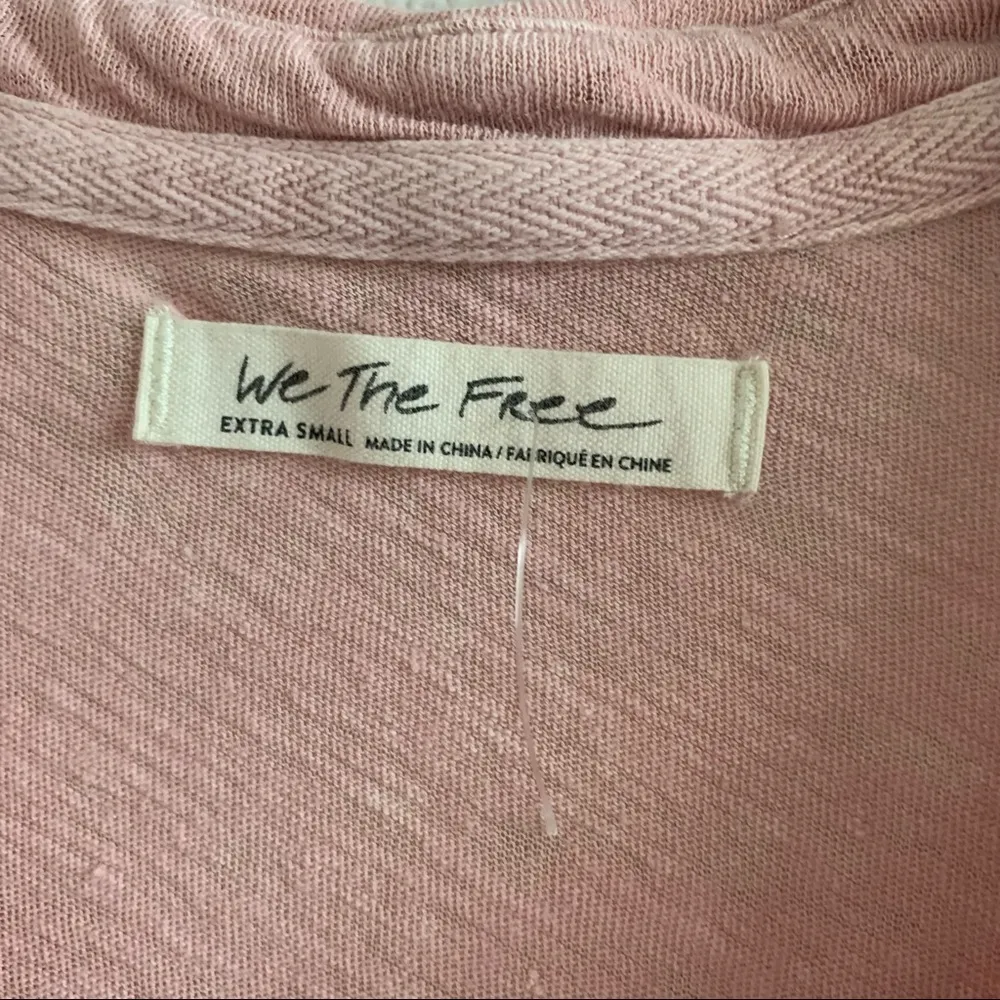 We The Free
EXTRA SMALL MADE IN CHINA / FABRIQUÉ EN CHINE